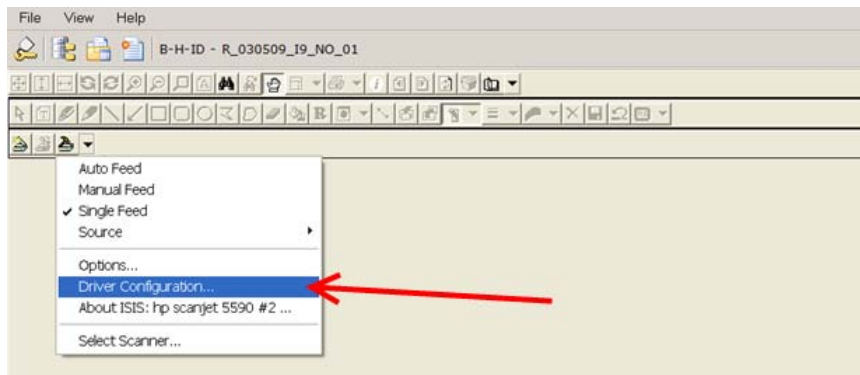 File View Help
B-H-ID - R_030509_I9_NO_01
Auto Feed
Manual Feed
Single Feed
Source
Options...
Driver Configuration...
About ISIS: hp scanjet 5590 #2 ...
Select Scanner...